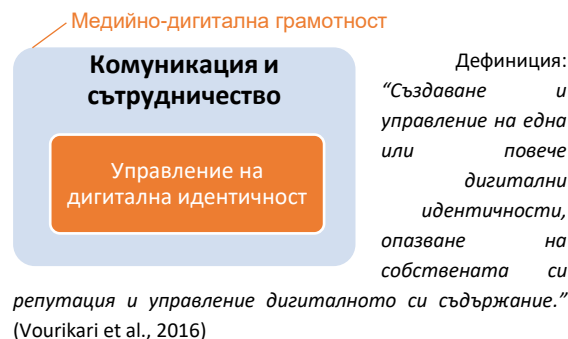 Медийно-дигитална грамотност
Комуникация и
сътрудничество
Управление на
дигитална идентичност
Дефиниция:
“Създаване и
управление на една
или повече
дигитални
идентичности,
опазване на
собствената си
репутация и управление дигиталното си съдържание.”
(Vourikari et al., 2016)